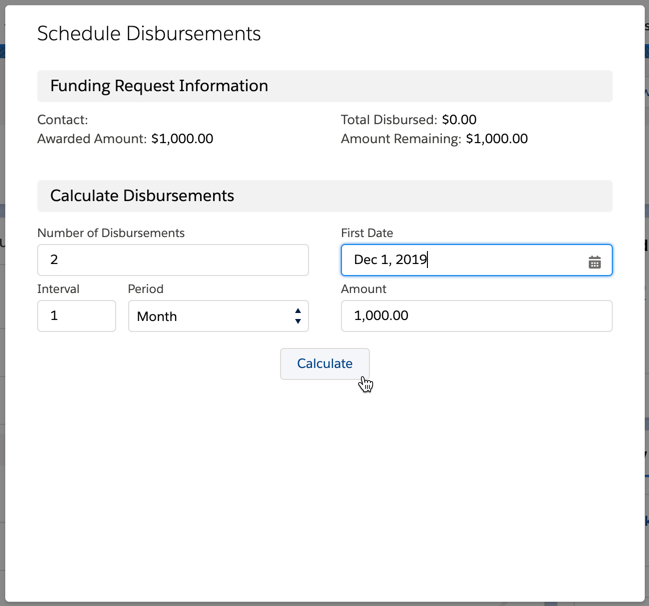 Schedule Disbursements
Funding Request Information
Contact:
Awarded Amount: $1,000.00
Total Disbursed: $0.00
Amount Remaining: $1,000.00
Calculate Disbursements
Number of Disbursements
2
First Date
Dec 1, 2019
Interval
1
Period
Month
Amount
1,000.00
Calculate